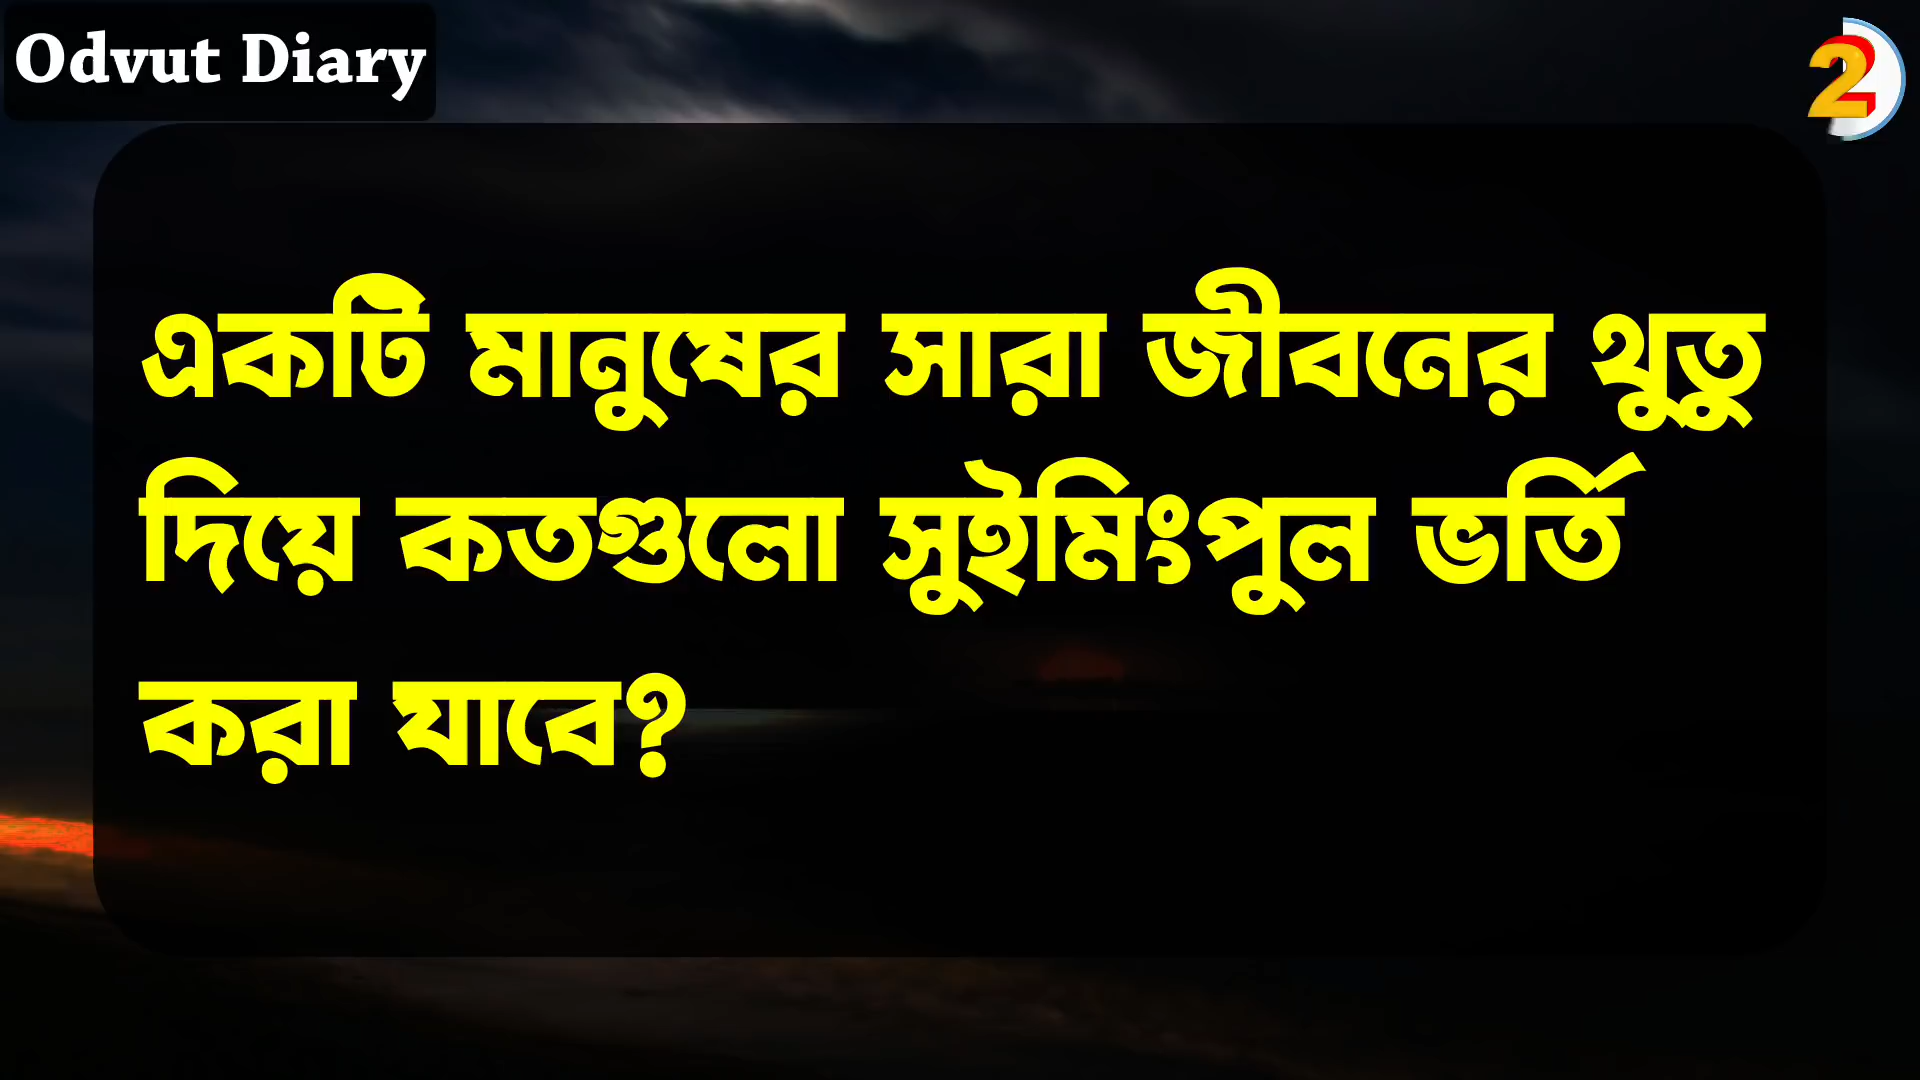 Odvut Diary
2
একটি মানুষের সারা জীবনের থুতু
দিয়ে কতগুলো সুইমিংপুল ভর্তি
করা যাবে?